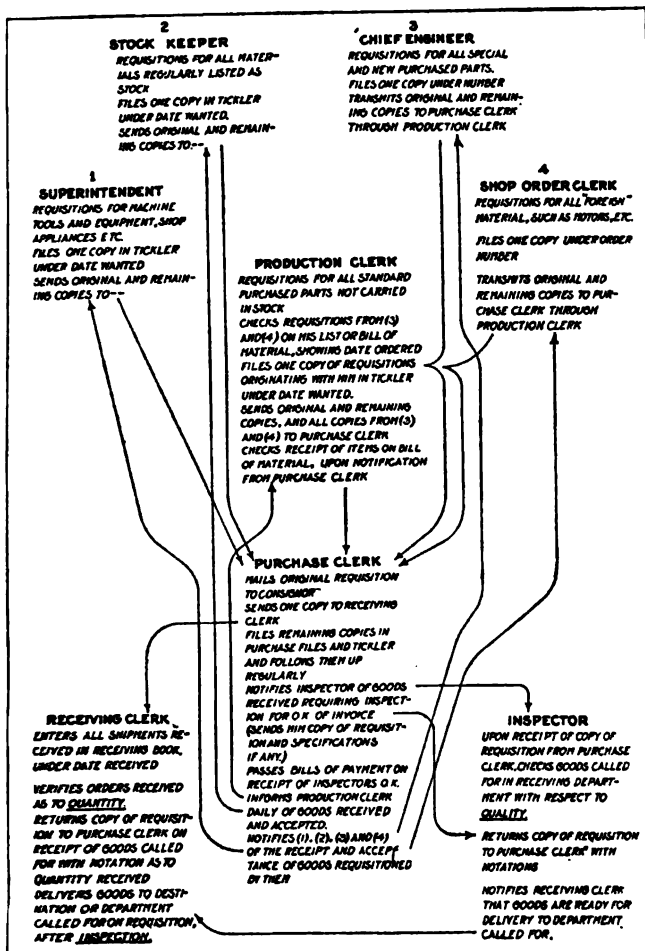 2
STOCK KEEPER
REQUISITIONS FOR ALL MATER-
IALS REGULARLY LISTED AS
STOCK
FILES ONE COPY IN TICKLER
UNDER DATE WANTED.
SENDS ORIGINAL AND REMAIN-
ING COPIES TO:--
3
CHIEF ENGINEER
REQUISITIONS FOR ALL SPECIAL
AND NEW PURCHASED PARTS.
FILES ONE COPY UNDER NUMBER
TRANSMITS ORIGINAL AND REMAIN-
ING COPIES TO PURCHASE CLERK
THROUGH PRODUCTION CLERK
1
SUPERINTENDENT
REQUISITIONS FOR MACHINE
TOOLS AND EQUIPMENT, SHOP
APPLIANCES ETC.
FILES ONE COPY IN TICKLER
UNDER DATE WANTED
SENDS ORIGINAL AND REMAIN-
ING COPIES TO--
4
SHOP ORDER CLERK
REQUISITIONS FOR ALL "FOREIGN"
MATERIAL, SUCH AS MOTORS, ETC.
FILES ONE COPY UNDER ORDER
NUMBER
TRANSMITS ORIGINAL AND
REMAINING COPIES TO PUR-
CHASE CLERK THROUGH
PRODUCTION CLERK
PRODUCTION CLERK
REQUISITIONS FOR ALL STANDARD
PURCHASED PARTS NOT CARRIED
IN STOCK
CHECKS REQUISITIONS FROM (3)
AND (4) ON HIS LIST OR BILL OF
MATERIAL, SHOWING DATE ORDERED
FILES ONE COPY OF REQUISITIONS
ORIGINATING WITH HIM IN TICKLER
UNDER DATE WANTED.
SENDS ORIGINAL AND REMAINING
COPIES, AND ALL COPIES FROM (3)
AND (4) TO PURCHASE CLERK
CHECKS RECEIPT OF ITEMS ON BILL
OF MATERIAL, UPON NOTIFICATION
FROM PURCHASE CLERK
PURCHASE CLERK
MAILS ORIGINAL REQUISITION
TO CONSIGNOR
SENDS ONE COPY TO RECEIVING
CLERK
FILES REMAINING COPIES IN
PURCHASE FILES AND TICKLER
AND FOLLOWS THEM UP
REGULARLY
NOTIFIES INSPECTOR OF GOODS
RECEIVED REQUIRING INSPECT-
ION FOR O.K. OF INVOICE
(SENDS HIM COPY OF REQUISIT-
ION AND SPECIFICATIONS
IF ANY.)
PASSES BILLS OF PAYMENT ON
RECEIPT OF INSPECTORS O.K.
INFORMS PRODUCTION CLERK
DAILY OF GOODS RECEIVED
AND ACCEPTED.
NOTIFIES (1), (2), (3) AND (4)
OF THE RECEIPT AND ACCEP-
TANCE OF GOODS REQUISITIONED
BY THEM
RECEIVING CLERK
ENTERS ALL SHIPMENTS RE-
CEIVED IN RECEIVING BOOK,
UNDER DATE RECEIVED
VERIFIES ORDERS RECEIVED
AS TO QUANTITY.
RETURNS COPY OF REQUISIT-
ION TO PURCHASE CLERK ON
RECEIPT OF GOODS CALLED
FOR WITH NOTATION AS TO
QUANTITY RECEIVED
DELIVERS GOODS TO DESTI-
NATION OR DEPARTMENT
CALLED FOR ON REQISITION,
AFTER INSPECTION.
INSPECTOR
UPON RECEIPT OF COPY OF
REQUISITION FROM PURCHASE
CLERK, CHECKS GOODS CALLED
FOR IN RECEIVING DEPART-
MENT WITH RESPECT TO
QUALITY.
RETURNS COPY OF REQUISITION
TO PURCHASE CLERK WITH
NOTATIONS
NOTIFIES RECEIVING CLERK
THAT GOODS ARE READY FOR
DELIVERY TO DEPARTMENT
CALLED FOR.